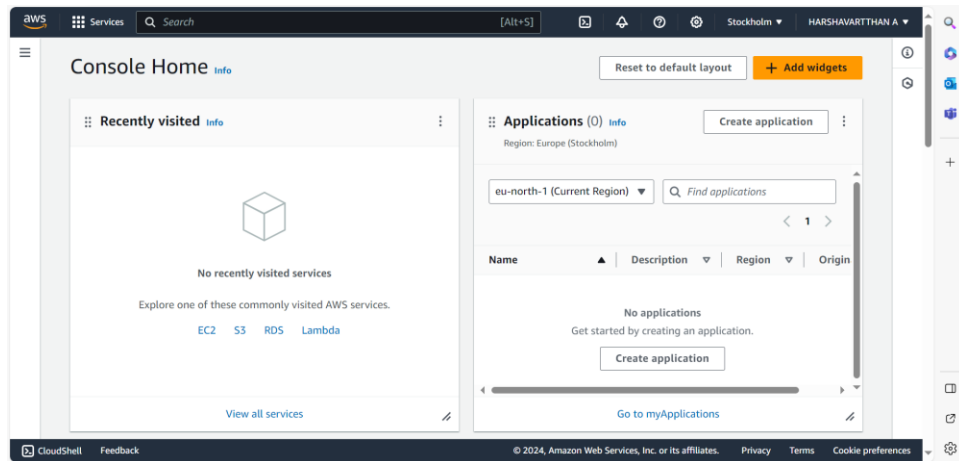 aws Services Search [Alt+S] Stockholm ▼ HARSHAVARTTHAN A ▼
Console Home Info
Reset to default layout
+ Add widgets
Recently visited Info
No recently visited services
Explore one of these commonly visited AWS services.
EC2 S3 RDS Lambda
View all services
Applications (0) Info
Create application
Region: Europe (Stockholm)
eu-north-1 (Current Region) ▼
Find applications
< 1 >
Name ▲ Description ▽ Region ▽ Origin
No applications
Get started by creating an application.
Create application
Go to myApplications
CloudShell Feedback © 2024, Amazon Web Services, Inc. or its affiliates. Privacy Terms Cookie preferences